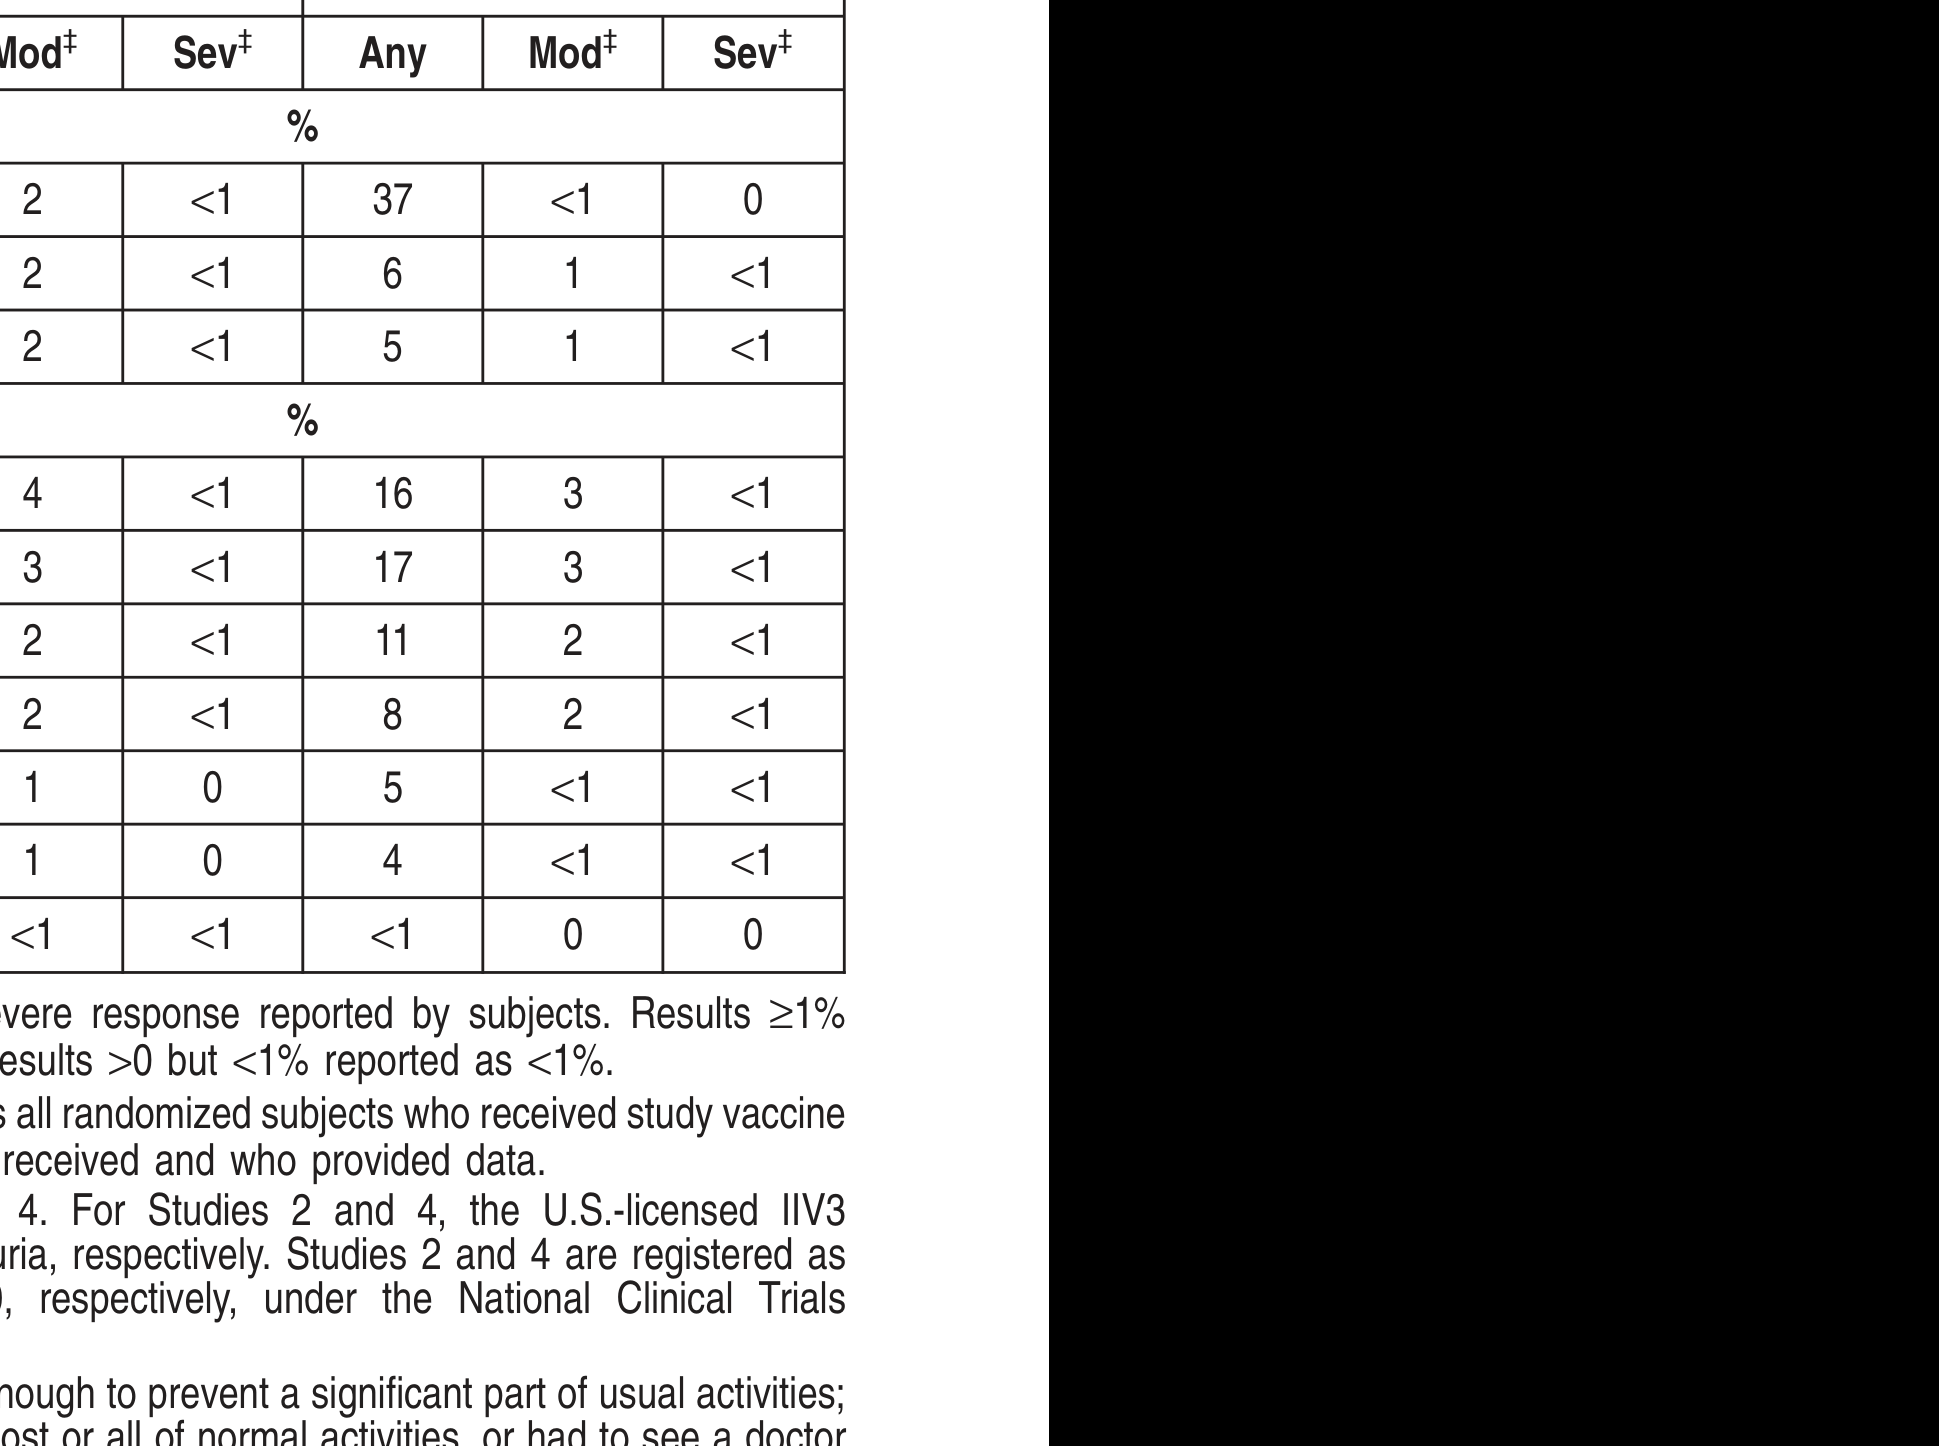 Mod‡ Sev‡ Any Mod‡ Sev‡
%
2 <1 37 <1 0
2 <1 6 1 <1
2 <1 5 1 <1
%
4 <1 16 3 <1
3 <1 17 3 <1
2 <1 11 2 <1
2 <1 8 2 <1
1 0 5 <1 <1
1 0 4 <1 <1
<1 <1 <1 0 0
response reported by subjects. Results ≥1%
>0 but <1% reported as <1%.
all randomized subjects who received study vaccine
received and who provided data.
4. For Studies 2 and 4, the U.S.-licensed IIV3
respectively. Studies 2 and 4 are registered as
respectively, under the National Clinical Trials
to prevent a significant part of usual activities;
or all of normal activities, or had to see a doctor